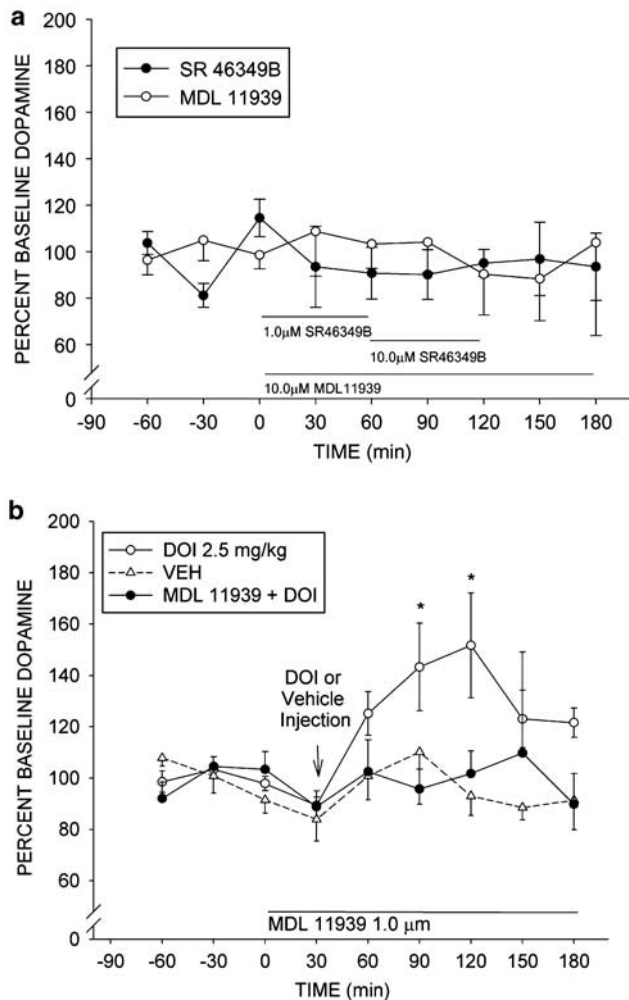 a
PERCENT BASELINE DOPAMINE
200
180
160
140
120
100
80
60
0
SR 46349B
MDL 11939
1.0μM SR46349B
10.0μM SR46349B
10.0μM MDL11939
-90 -60 -30 0 30 60 90 120 150 180
TIME (min)
b
PERCENT BASELINE DOPAMINE
200
180
160
140
120
100
80
60
0
DOI 2.5 mg/kg
VEH
MDL 11939 + DOI
* *
DOI or
Vehicle
Injection
MDL 11939 1.0 μm
-90 -60 -30 0 30 60 90 120 150 180
TIME (min)